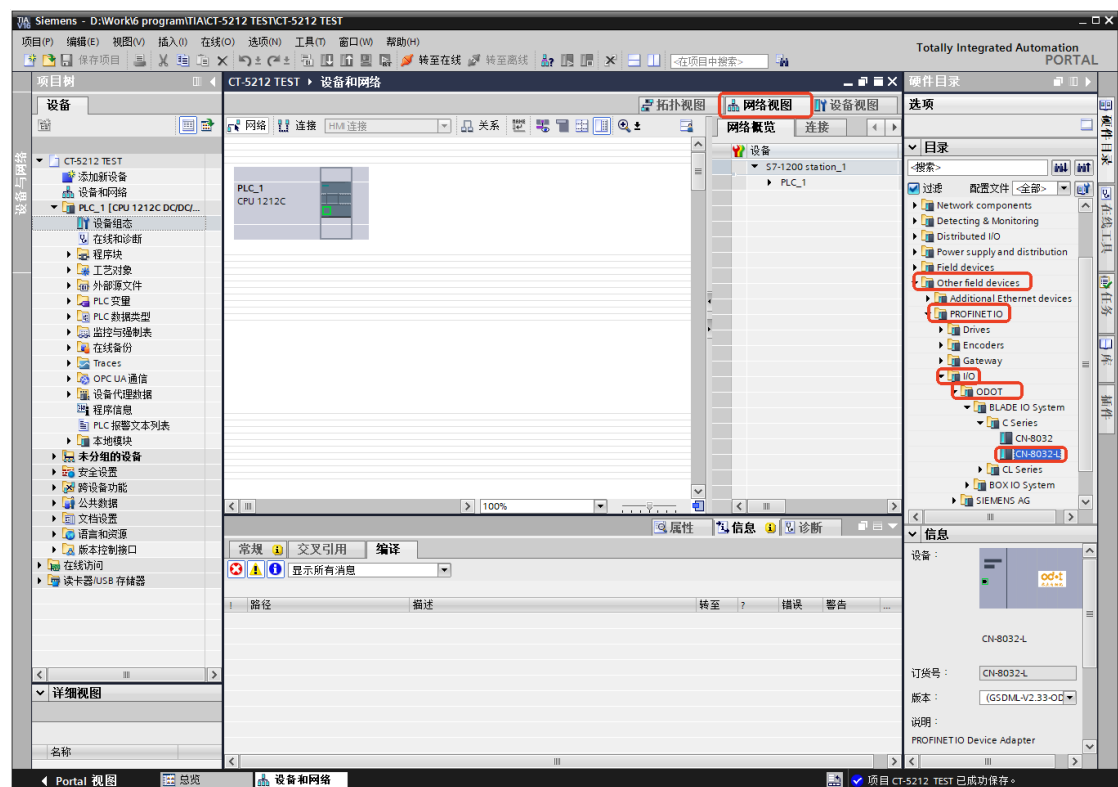 Siemens - D:\Work\6 program\TIA\CT-5212 TEST\CT-5212 TEST
项目(P) 编辑(E) 视图(V) 插入(I) 在线(O) 选项(N) 工具(T) 窗口(W) 帮助(H)
Totally Integrated Automation
PORTAL
保存项目 转至在线 转至离线 <在项目中搜索>
项目树
CT-5212 TEST ▸ 设备和网络
硬件目录
设备
拓扑视图 网络视图 设备视图
选项
网络 连接 HMI 连接 关系
网络概览 连接
设备与网络
CT-5212 TEST
添加新设备
设备和网络
PLC_1 [CPU 1212C DC/DC/...
设备组态
在线和诊断
程序块
工艺对象
外部源文件
PLC 变量
PLC 数据类型
监控与强制表
在线备份
Traces
OPC UA 通信
设备代理数据
程序信息
PLC 报警文本列表
本地模块
未分组的设备
安全设置
跨设备功能
公共数据
文档设置
语言和资源
版本控制接口
在线访问
读卡器/USB 存储器
详细视图
名称
PLC_1
CPU 1212C
100%
设备
S7-1200 station_1
PLC_1
属性 信息 诊断
常规 交叉引用 编译
显示所有消息
! 路径 描述 转至 ? 错误 警告 ...
目录
<搜索>
过滤 配置文件 <全部>
Network components
Detecting & Monitoring
Distributed I/O
Power supply and distribution
Field devices
Other field devices
Additional Ethernet devices
PROFINET IO
Drives
Encoders
Gateway
I/O
ODOT
BLADE IO System
C Series
CN-8032
CN-8032-L
CL Series
BOX IO System
SIEMENS AG
信息
设备：
odot
CN-8032-L
订货号：
CN-8032-L
版本：
(GSDML-V2.33-OD
说明：
PROFINET IO Device Adapter
硬件目录
在线工具
任务
库
插件
Portal 视图 总览 设备和网络
项目 CT-5212 TEST 已成功保存。